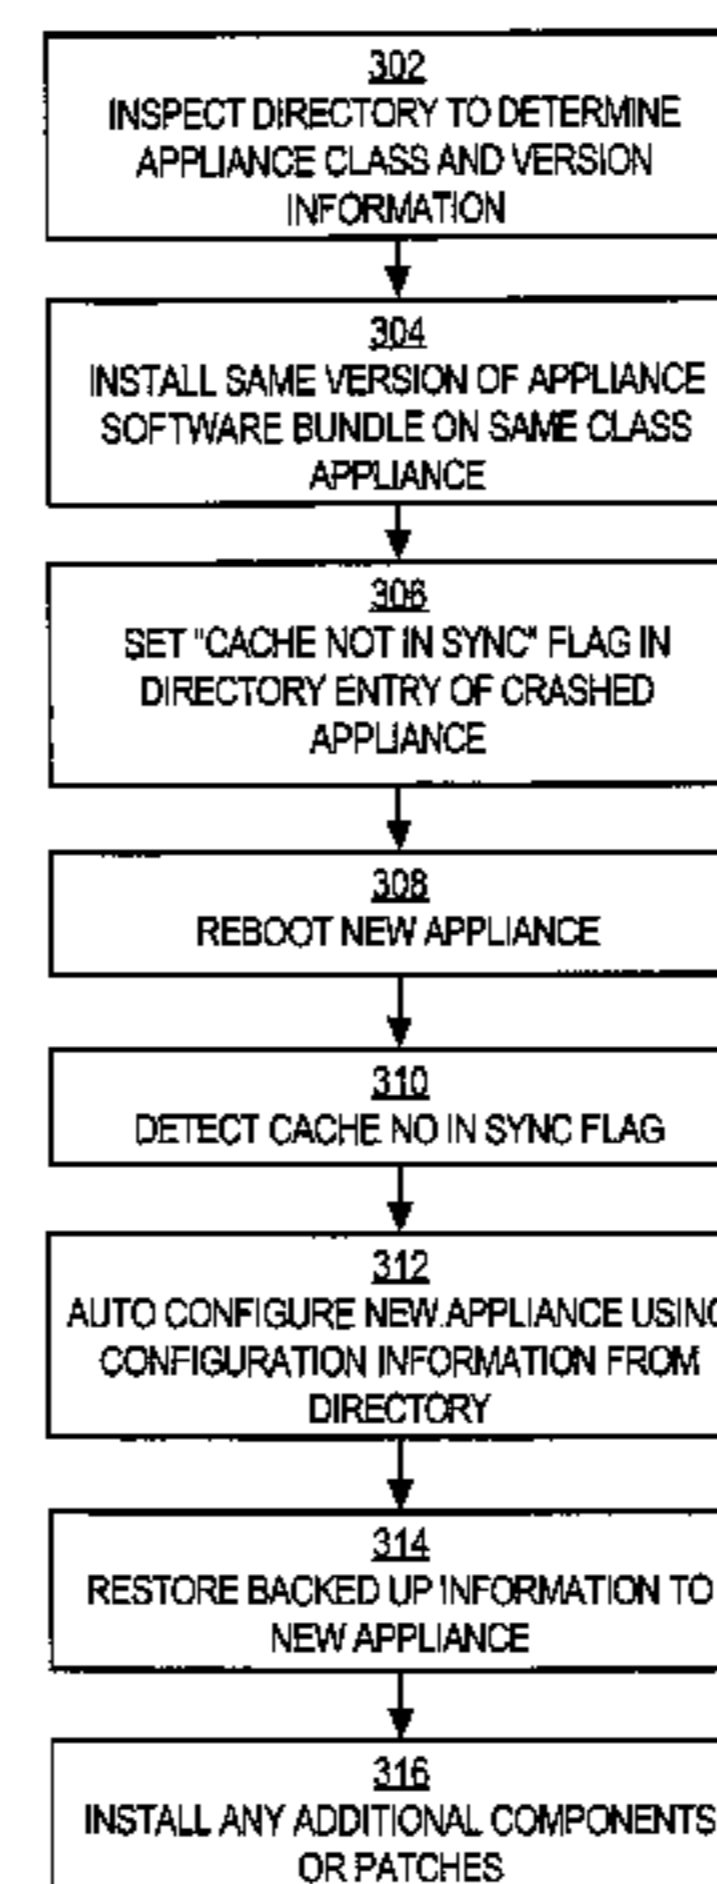 302
INSPECT DIRECTORY TO DETERMINE
APPLIANCE CLASS AND VERSION
INFORMATION
304
INSTALL SAME VERSION OF APPLIANCE
SOFTWARE BUNDLE ON SAME CLASS
APPLIANCE
306
SET "CACHE NOT IN SYNC" FLAG IN
DIRECTORY ENTRY OF CRASHED
APPLIANCE
308
REBOOT NEW APPLIANCE
310
DETECT CACHE NO IN SYNC FLAG
312
AUTO CONFIGURE NEW APPLIANCE USING
CONFIGURATION INFORMATION FROM
DIRECTORY
314
RESTORE BACKED UP INFORMATION TO
NEW APPLIANCE
316
INSTALL ANY ADDITIONAL COMPONENTS
OR PATCHES